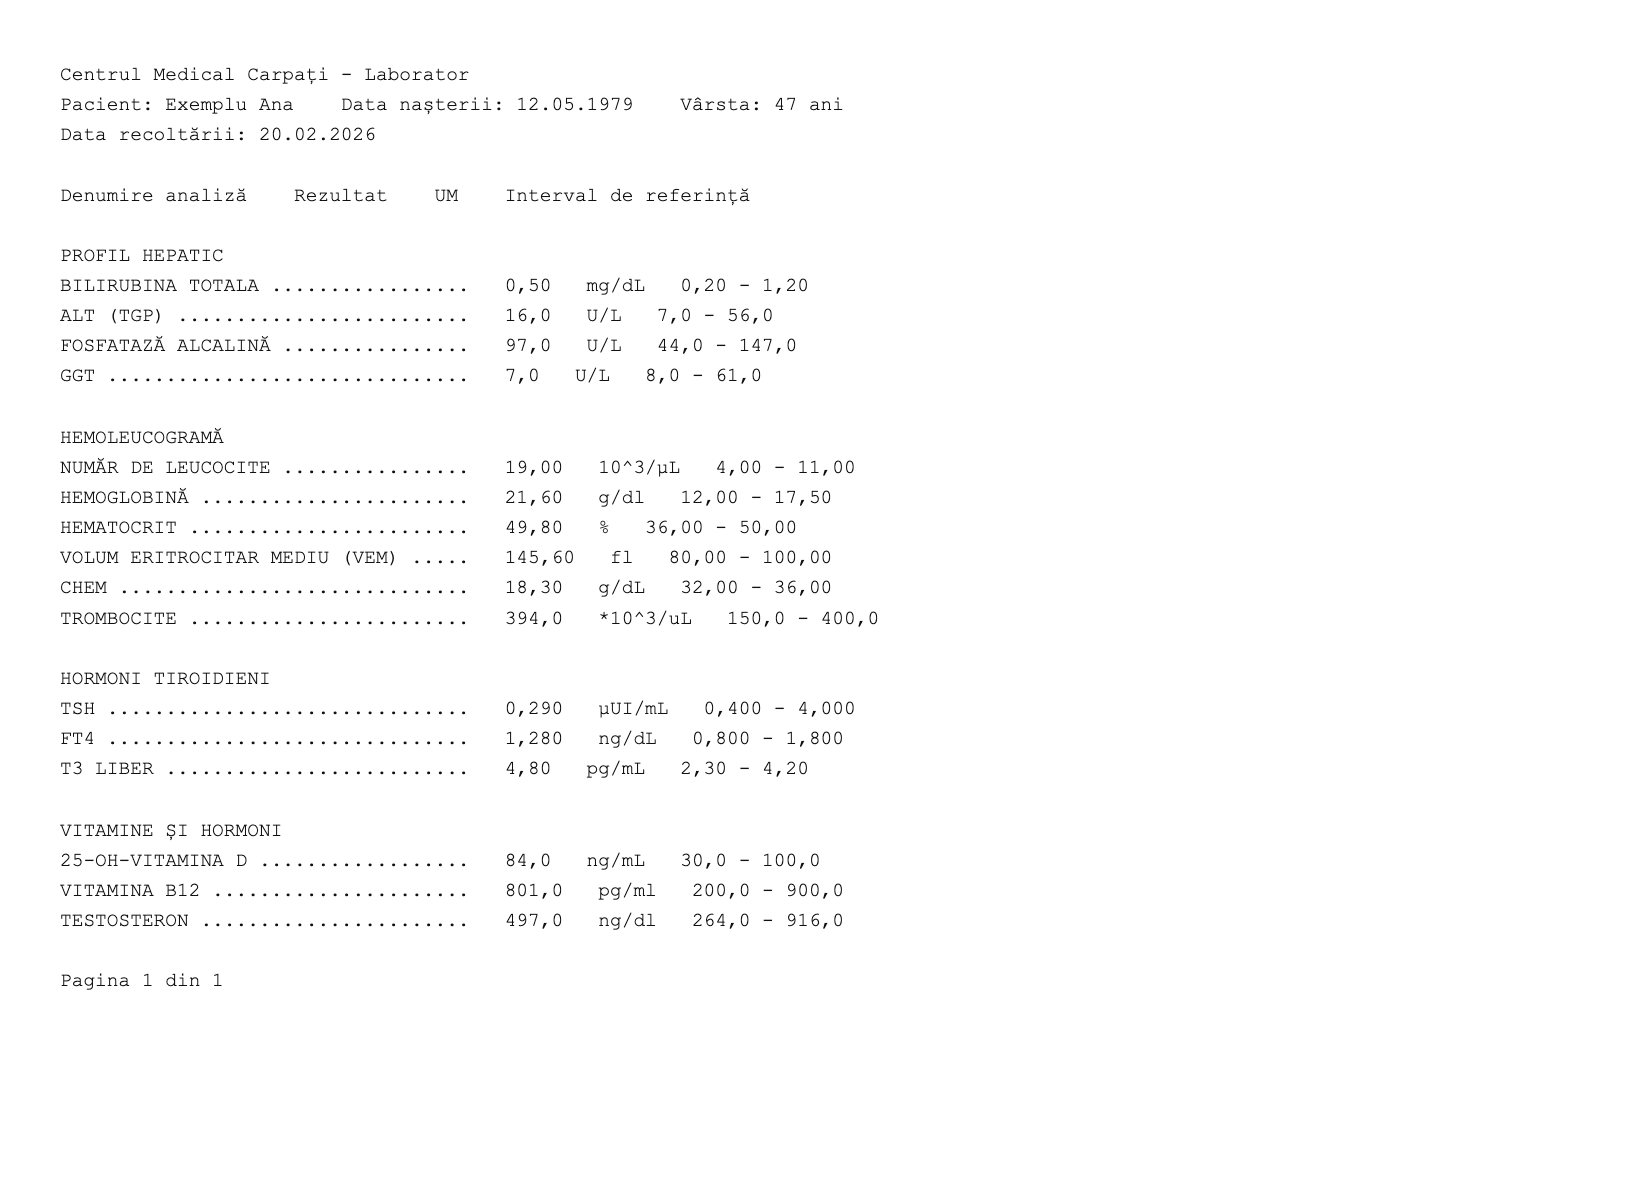 Centrul Medical Carpați - Laborator
Pacient: Exemplu Ana    Data nașterii: 12.05.1979    Vârsta: 47 ani
Data recoltării: 20.02.2026

Denumire analiză    Rezultat    UM    Interval de referință

PROFIL HEPATIC
BILIRUBINA TOTALA .................   0,50   mg/dL   0,20 - 1,20
ALT (TGP) .........................   16,0   U/L   7,0 - 56,0
FOSFATAZĂ ALCALINĂ ................   97,0   U/L   44,0 - 147,0
GGT ...............................   7,0   U/L   8,0 - 61,0

HEMOLEUCOGRAMĂ
NUMĂR DE LEUCOCITE ................   19,00   10^3/µL   4,00 - 11,00
HEMOGLOBINĂ .......................   21,60   g/dl   12,00 - 17,50
HEMATOCRIT ........................   49,80   %   36,00 - 50,00
VOLUM ERITROCITAR MEDIU (VEM) .....   145,60   fl   80,00 - 100,00
CHEM ..............................   18,30   g/dL   32,00 - 36,00
TROMBOCITE ........................   394,0   *10^3/uL   150,0 - 400,0

HORMONI TIROIDIENI
TSH ...............................   0,290   µUI/mL   0,400 - 4,000
FT4 ...............................   1,280   ng/dL   0,800 - 1,800
T3 LIBER ..........................   4,80   pg/mL   2,30 - 4,20

VITAMINE ȘI HORMONI
25-OH-VITAMINA D ..................   84,0   ng/mL   30,0 - 100,0
VITAMINA B12 ......................   801,0   pg/ml   200,0 - 900,0
TESTOSTERON .......................   497,0   ng/dl   264,0 - 916,0

Pagina 1 din 1